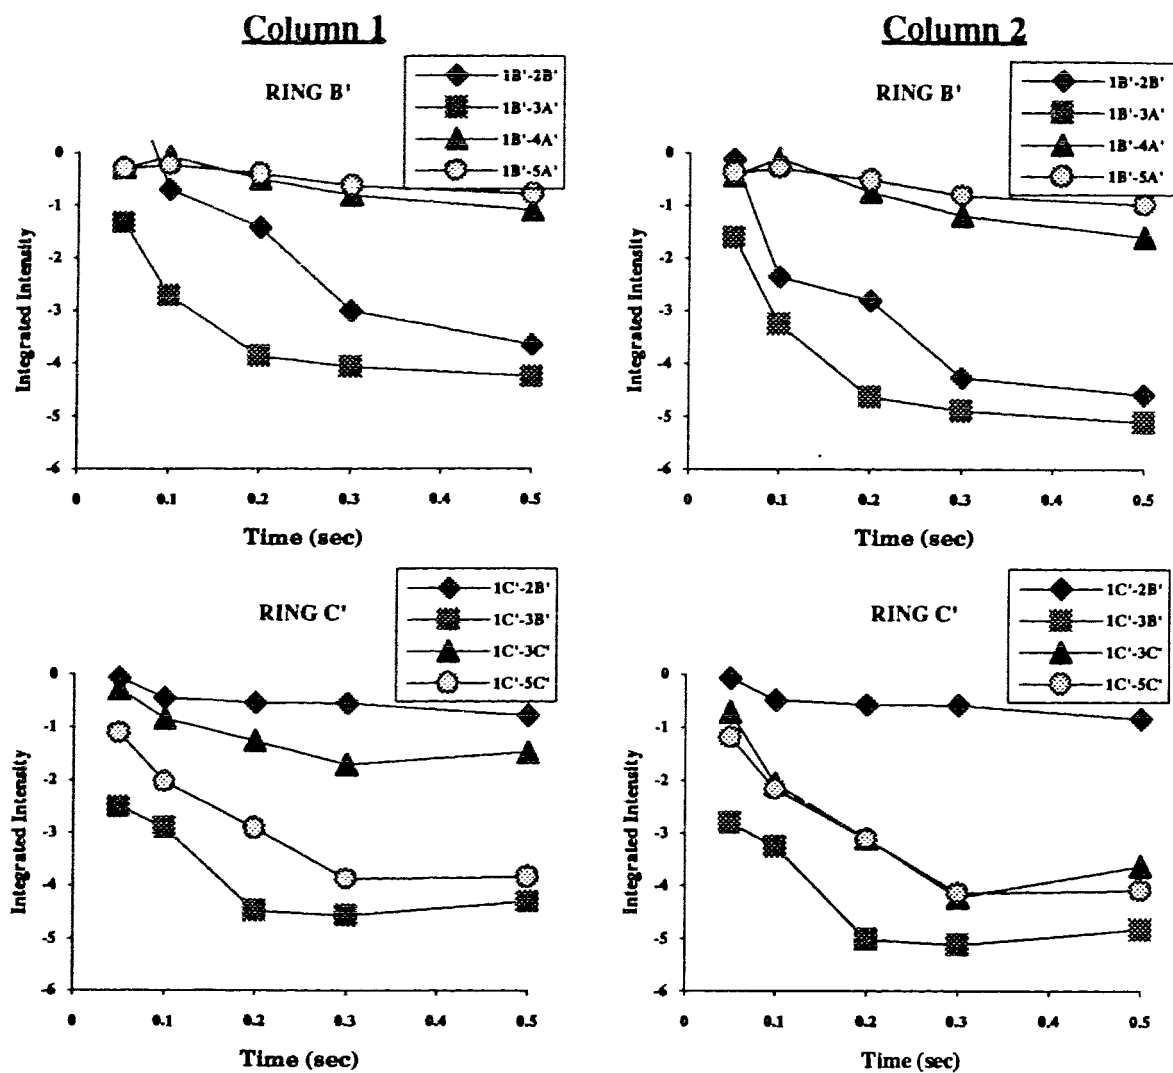 Column 1
RING B'
1B'-2B'
1B'-3A'
1B'-4A'
1B'-5A'
Integrated Intensity
0
-1
-2
-3
-4
-5
-6
0 0.1 0.2 0.3 0.4 0.5
Time (sec)
Column 2
RING B'
1B'-2B'
1B'-3A'
1B'-4A'
1B'-5A'
Integrated Intensity
0
-1
-2
-3
-4
-5
-6
0 0.1 0.2 0.3 0.4 0.5
Time (sec)
RING C'
1C'-2B'
1C'-3B'
1C'-3C'
1C'-5C'
Integrated Intensity
0
-1
-2
-3
-4
-5
-6
0 0.1 0.2 0.3 0.4 0.5
Time (sec)
RING C'
1C'-2B'
1C'-3B'
1C'-3C'
1C'-5C'
Integrated Intensity
0
-1
-2
-3
-4
-5
-6
0 0.1 0.2 0.3 0.4 0.5
Time (sec)